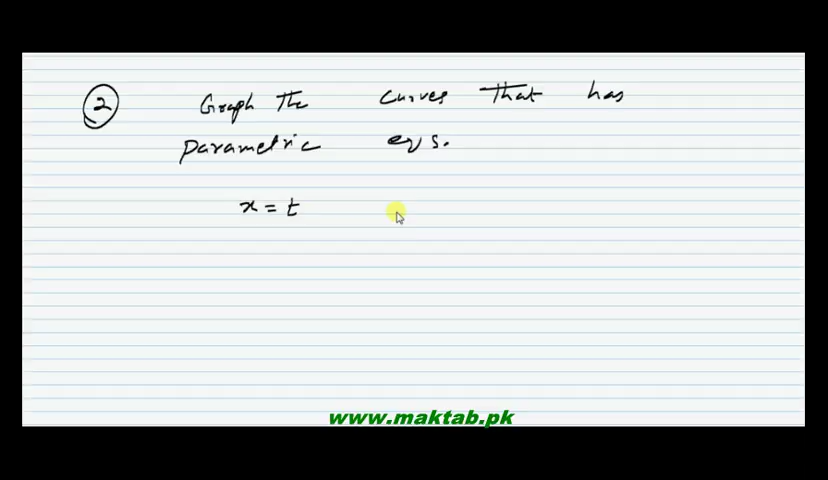 2 Graph The curves That has
parametric eqs.
x = t
www.maktab.pk